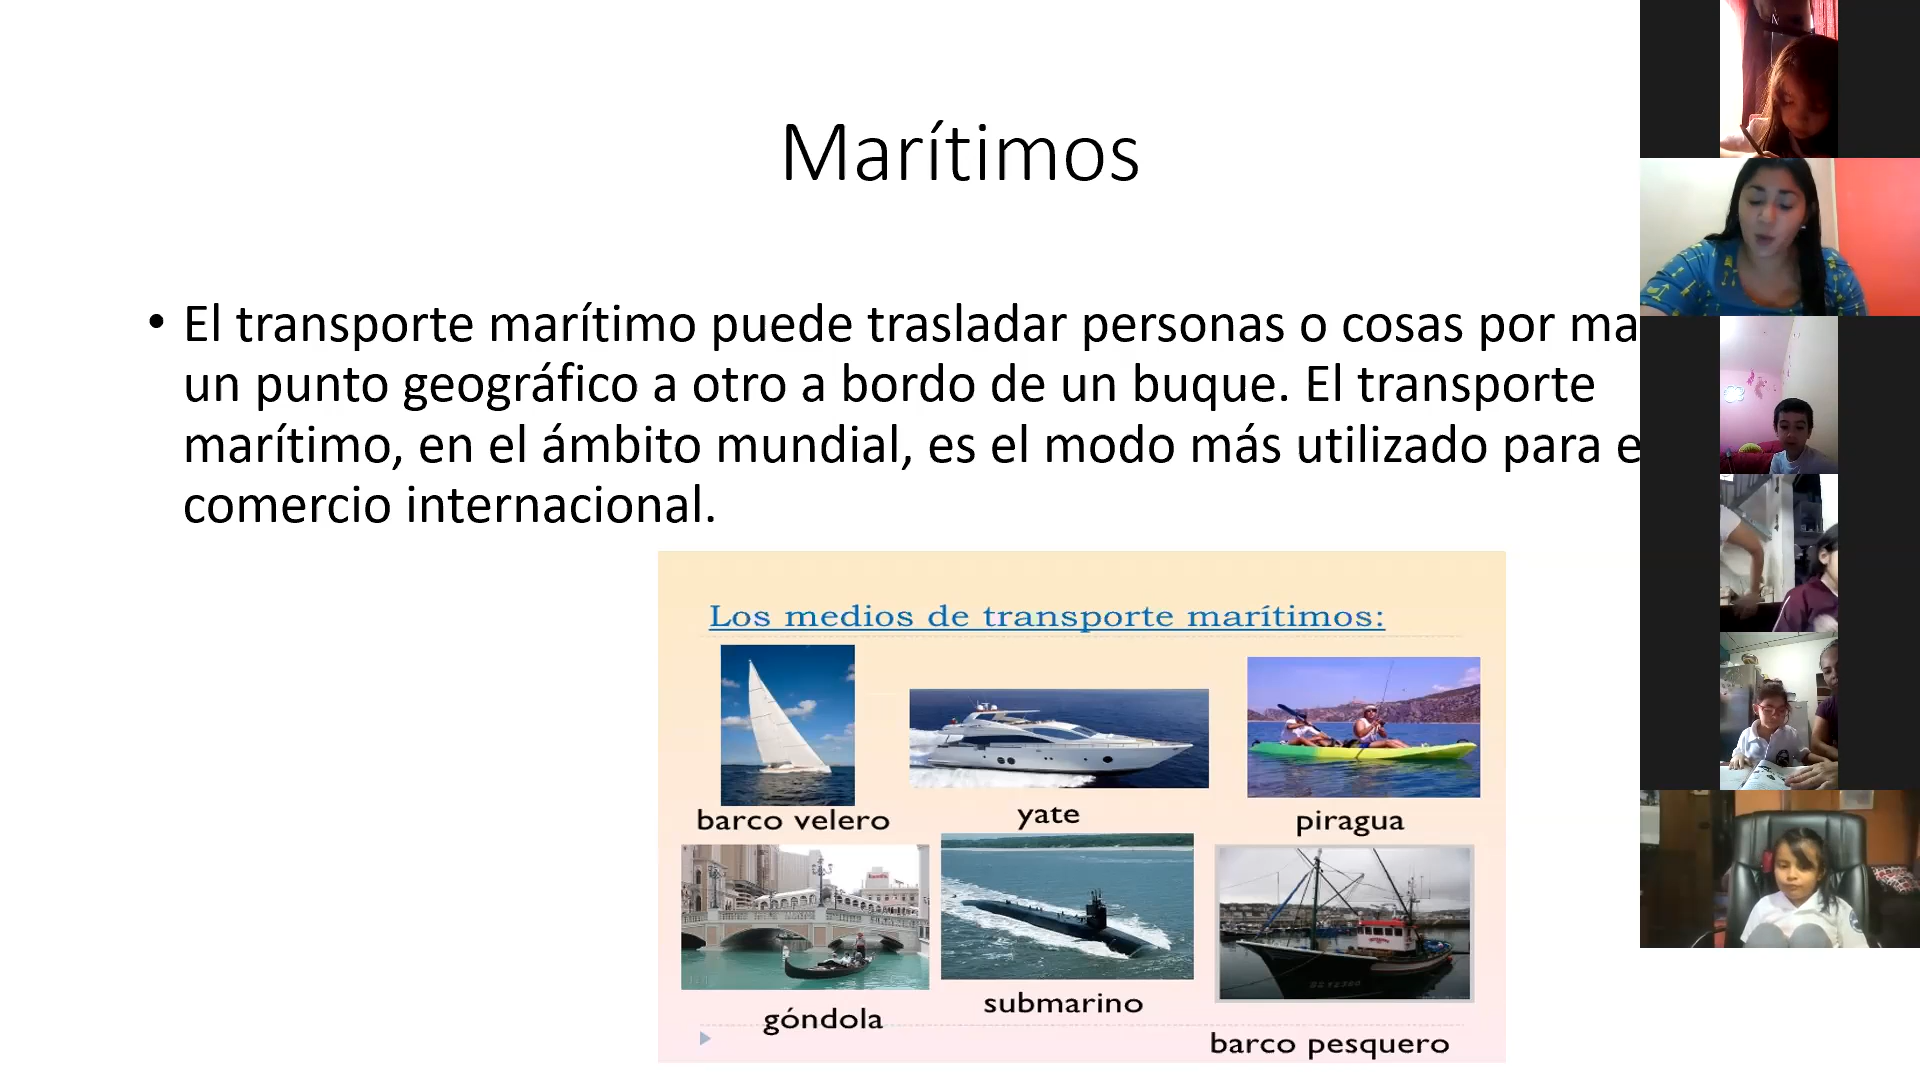 Marítimos
• El transporte marítimo puede trasladar personas o cosas por ma
un punto geográfico a otro a bordo de un buque. El transporte
marítimo, en el ámbito mundial, es el modo más utilizado para e
comercio internacional.
Los medios de transporte marítimos:
barco velero
yate
piragua
góndola
submarino
barco pesquero